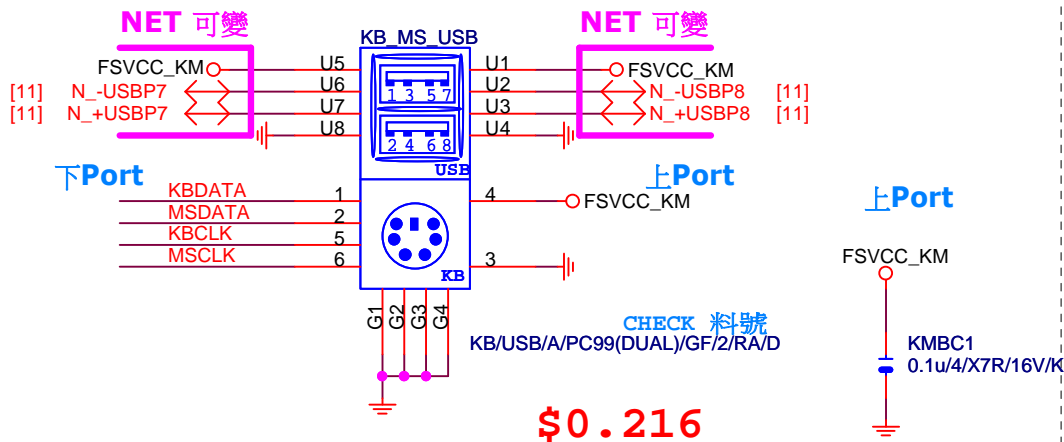 NET 可變
KB_MS_USB
NET 可變
FSVCC_KM
U5
U1
FSVCC_KM
[11] N_-USBP7
U6
1 3 5 7
U2
N_-USBP8 [11]
[11] N_+USBP7
U7
U3
N_+USBP8 [11]
U8
2 4 6 8
U4
USB
下Port
上Port
上Port
KBDATA
1
4
FSVCC_KM
MSDATA
2
KBCLK
5
MSCLK
6
3
KB
FSVCC_KM
G1
G2
G3
G4
CHECK 料號
KB/USB/A/PC99(DUAL)/GF/2/RA/D
KMBC1
0.1u/4/X7R/16V/K
$0.216